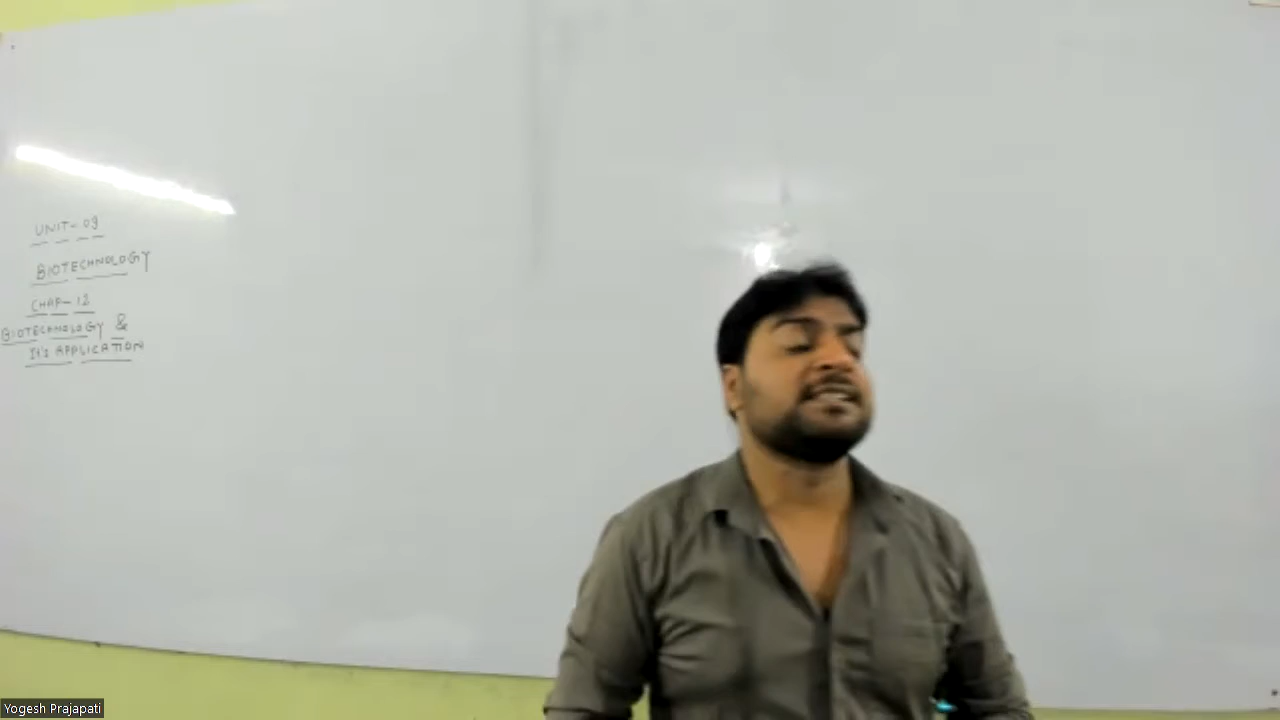 UNIT-09
BIOTECHNOLOGY
CHAP-12
BIOTECHNOLOGY &
It's APPLICATION
Yogesh Prajapati